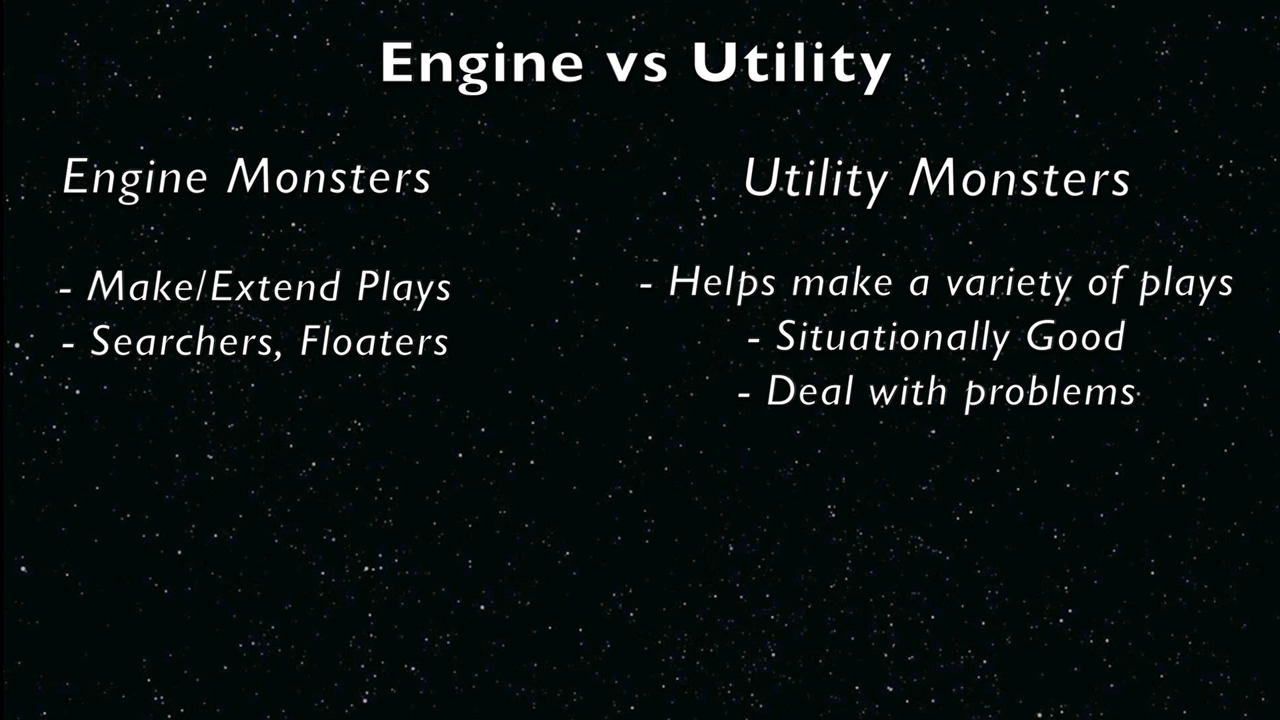 Engine vs Utility
Engine Monsters
- Make/Extend Plays
- Searchers, Floaters
Utility Monsters
- Helps make a variety of plays
- Situationally Good
- Deal with problems